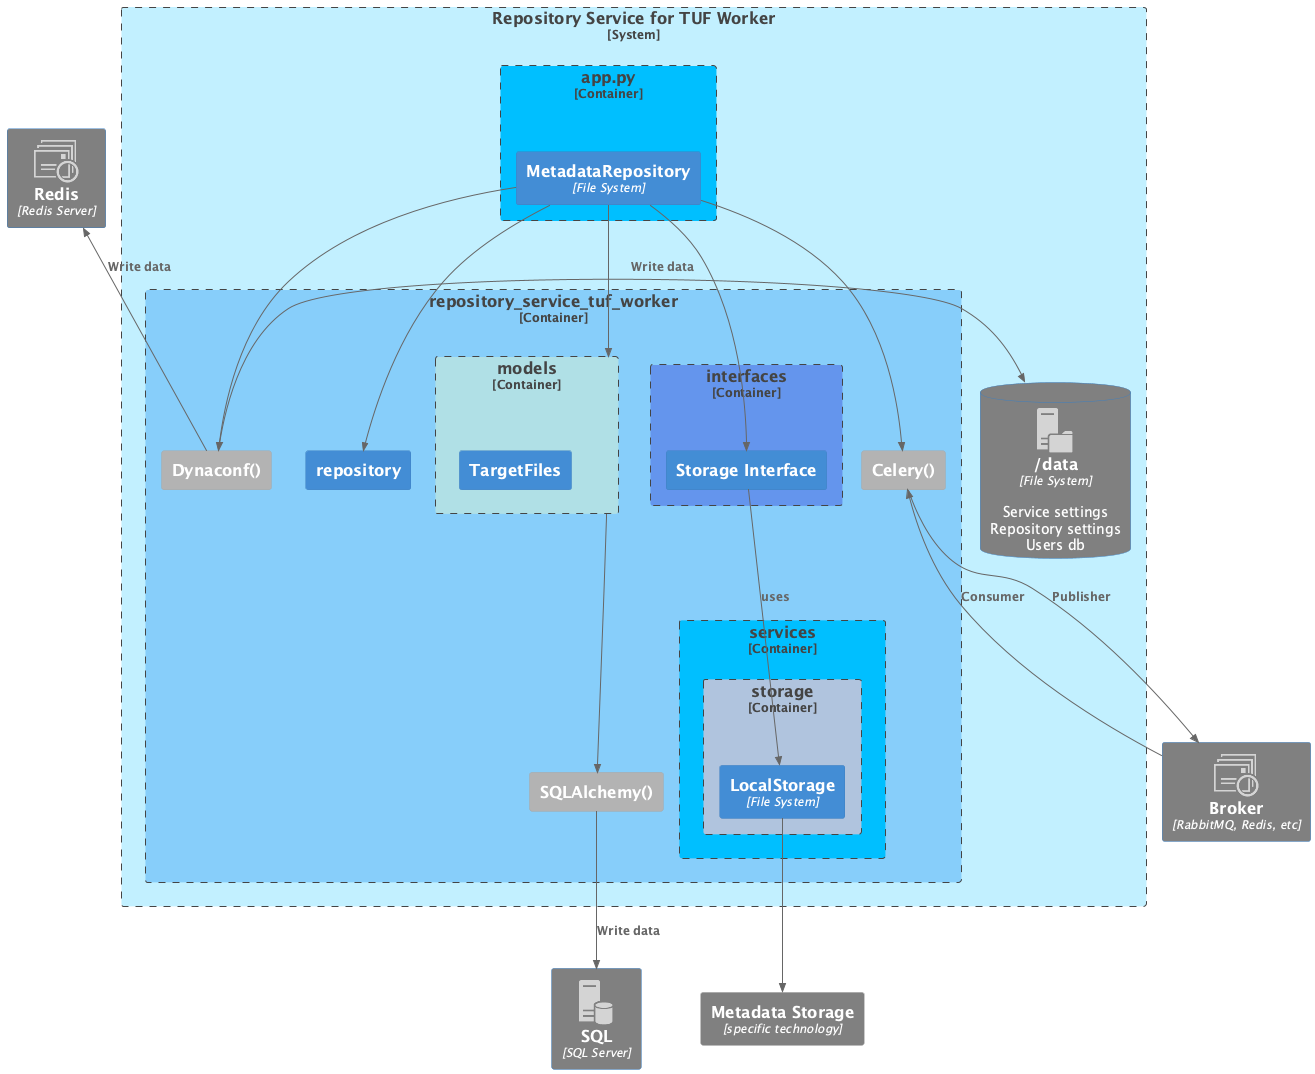 Repository Service for TUF Worker
[System]
app.py
[Container]
MetadataRepository
[File System]
Redis
[Redis Server]
Write data
Write data
repository_service_tuf_worker
[Container]
models
[Container]
interfaces
[Container]
Dynaconf()
repository
TargetFiles
Storage Interface
Celery()
/data
[File System]
Service settings
Repository settings
Users db
uses
Consumer
Publisher
services
[Container]
storage
[Container]
SQLAlchemy()
LocalStorage
[File System]
Broker
[RabbitMQ, Redis, etc]
Write data
SQL
[SQL Server]
Metadata Storage
[specific technology]